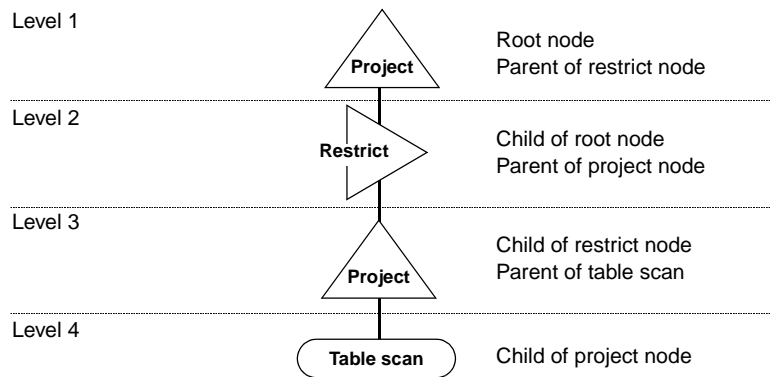 Level 1
Project
Root node
Parent of restrict node
Level 2
Restrict
Child of root node
Parent of project node
Level 3
Project
Child of restrict node
Parent of table scan
Level 4
Table scan
Child of project node